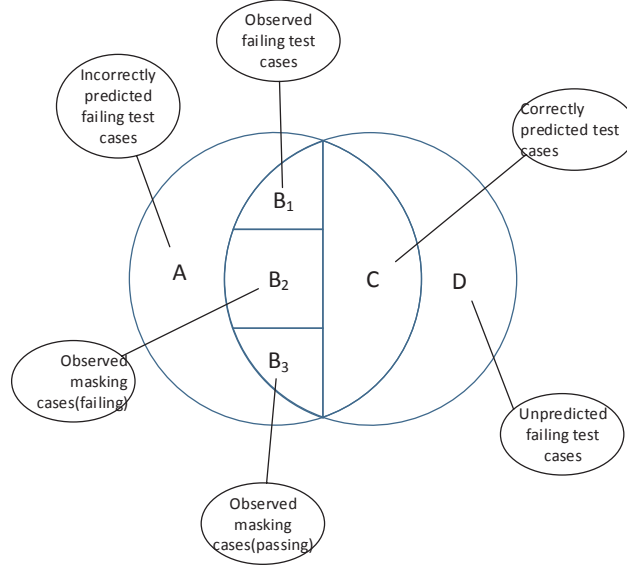 Observed
failing test
cases
Incorrectly
predicted
failing test
cases
Correctly
predicted test
cases
B₁
A
B₂
C
D
B₃
Observed
masking
cases(failing)
Unpredicted
failing test
cases
Observed
masking
cases(passing)